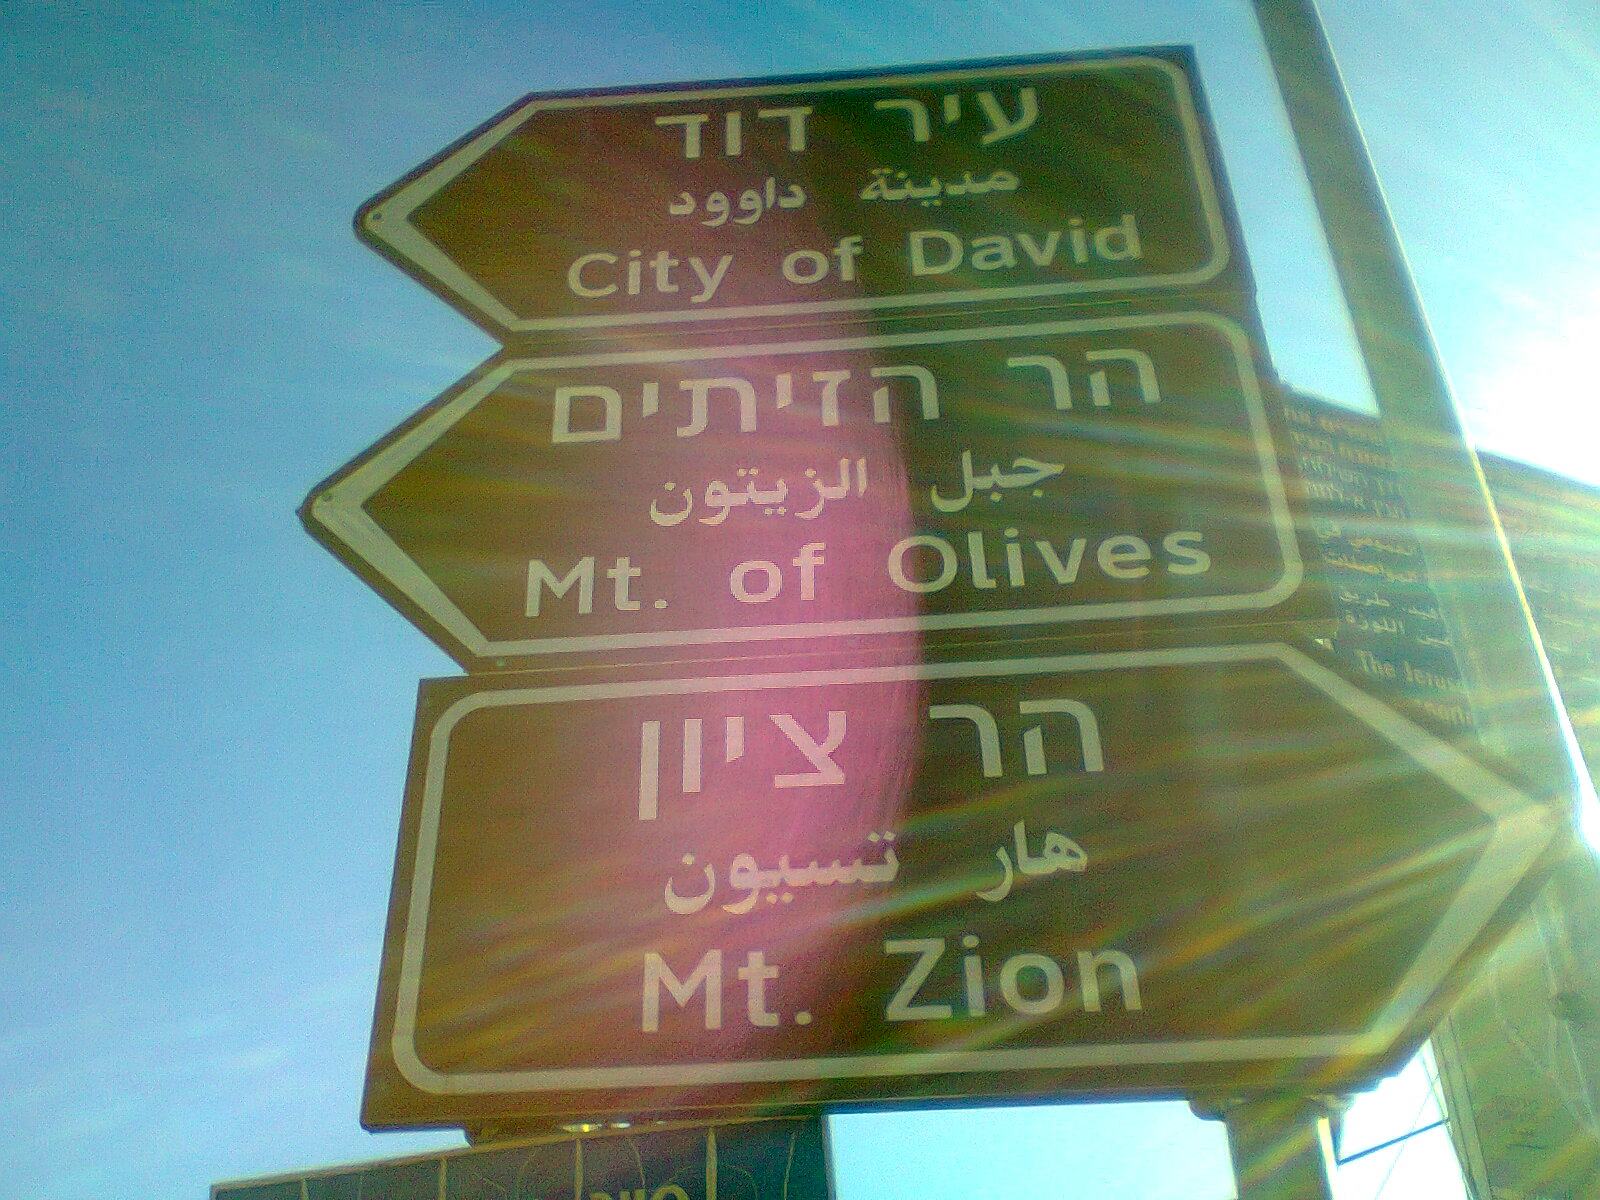 עיר דוד
مدينة داوود
City of David
הר הזיתים
جبل الزيتون
Mt. of Olives
הר ציון
هار تسيون
Mt. Zion
The